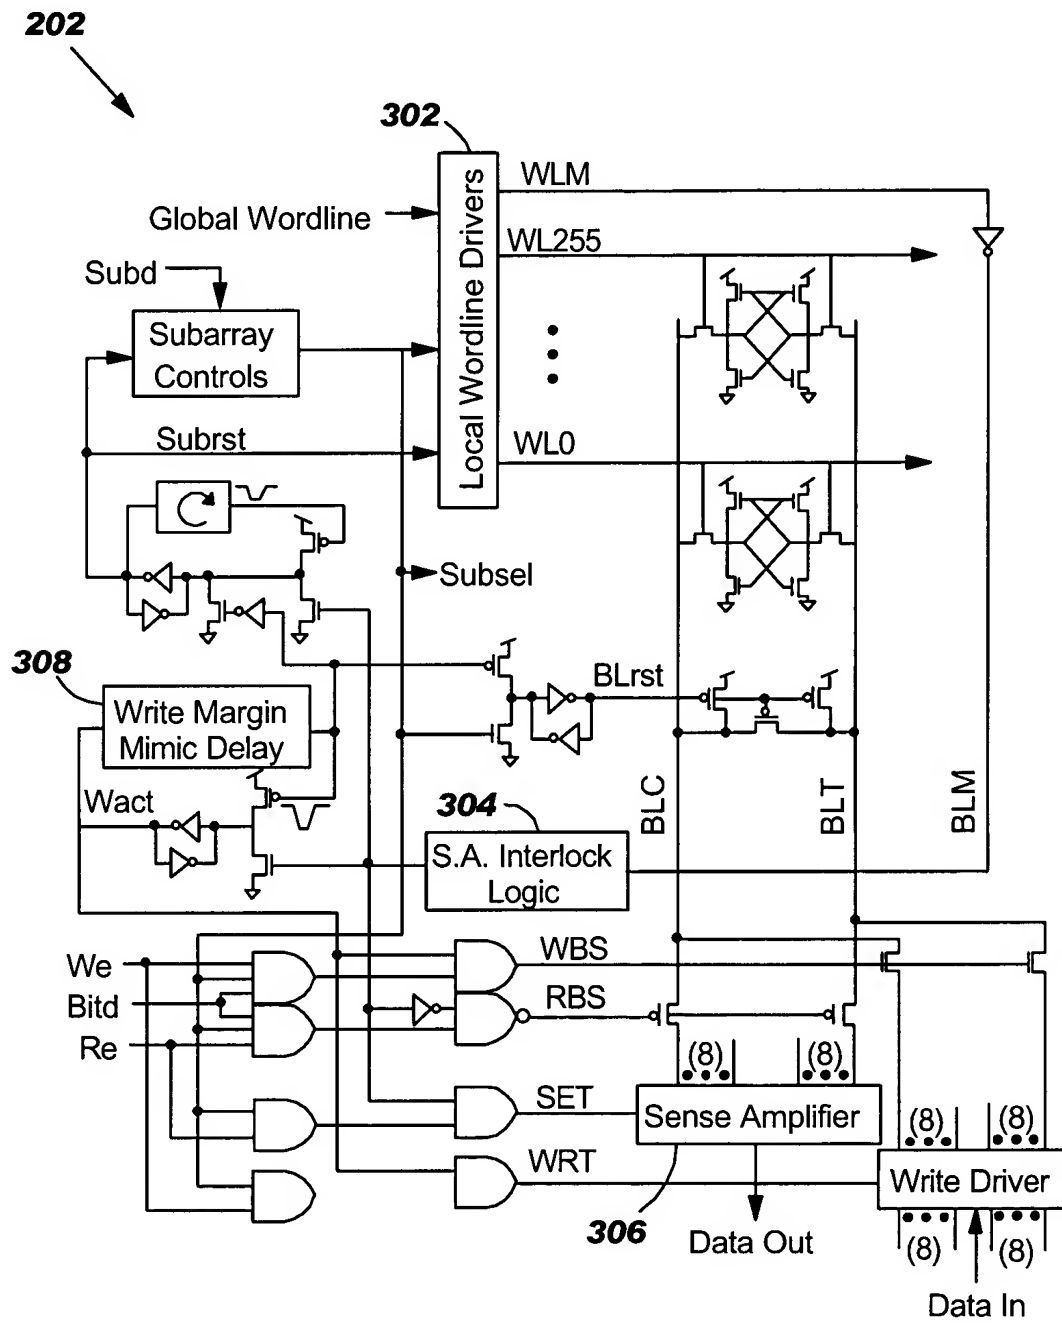 202
302
WLM
Global Wordline
Local Wordline Drivers
WL255
Subd
Subarray
Controls
Subrst
WL0
Subsel
308
Write Margin
Mimic Delay
BLrst
Wact
304
BLC
BLT
BLM
S.A. Interlock
Logic
We
WBS
Bitd
RBS
Re
(8)
(8)
SET
Sense Amplifier
(8)
(8)
WRT
Write Driver
306
Data Out
(8)
(8)
Data In